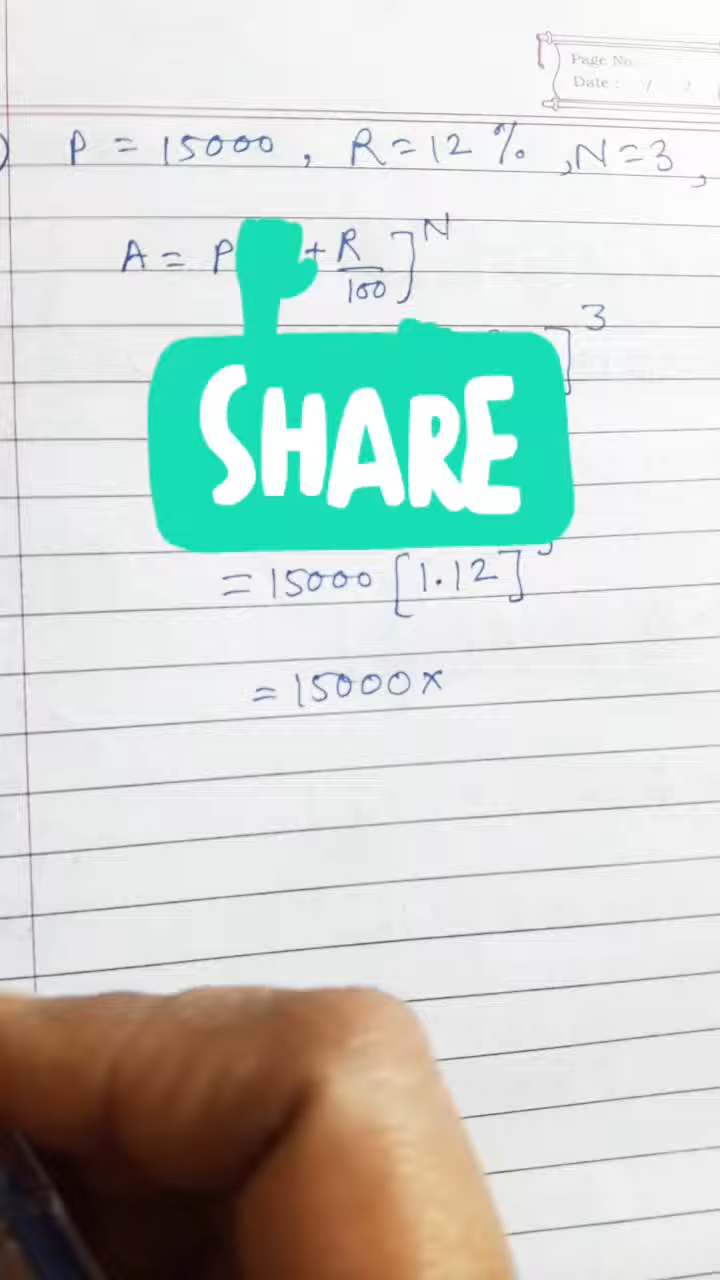 Page No
Date : / /
) P = 15000 , R = 12 % , N = 3 ,
A = P + R/100 ]^N
]^3
SHARE
= 15000 [1.12]
= 15000 ×